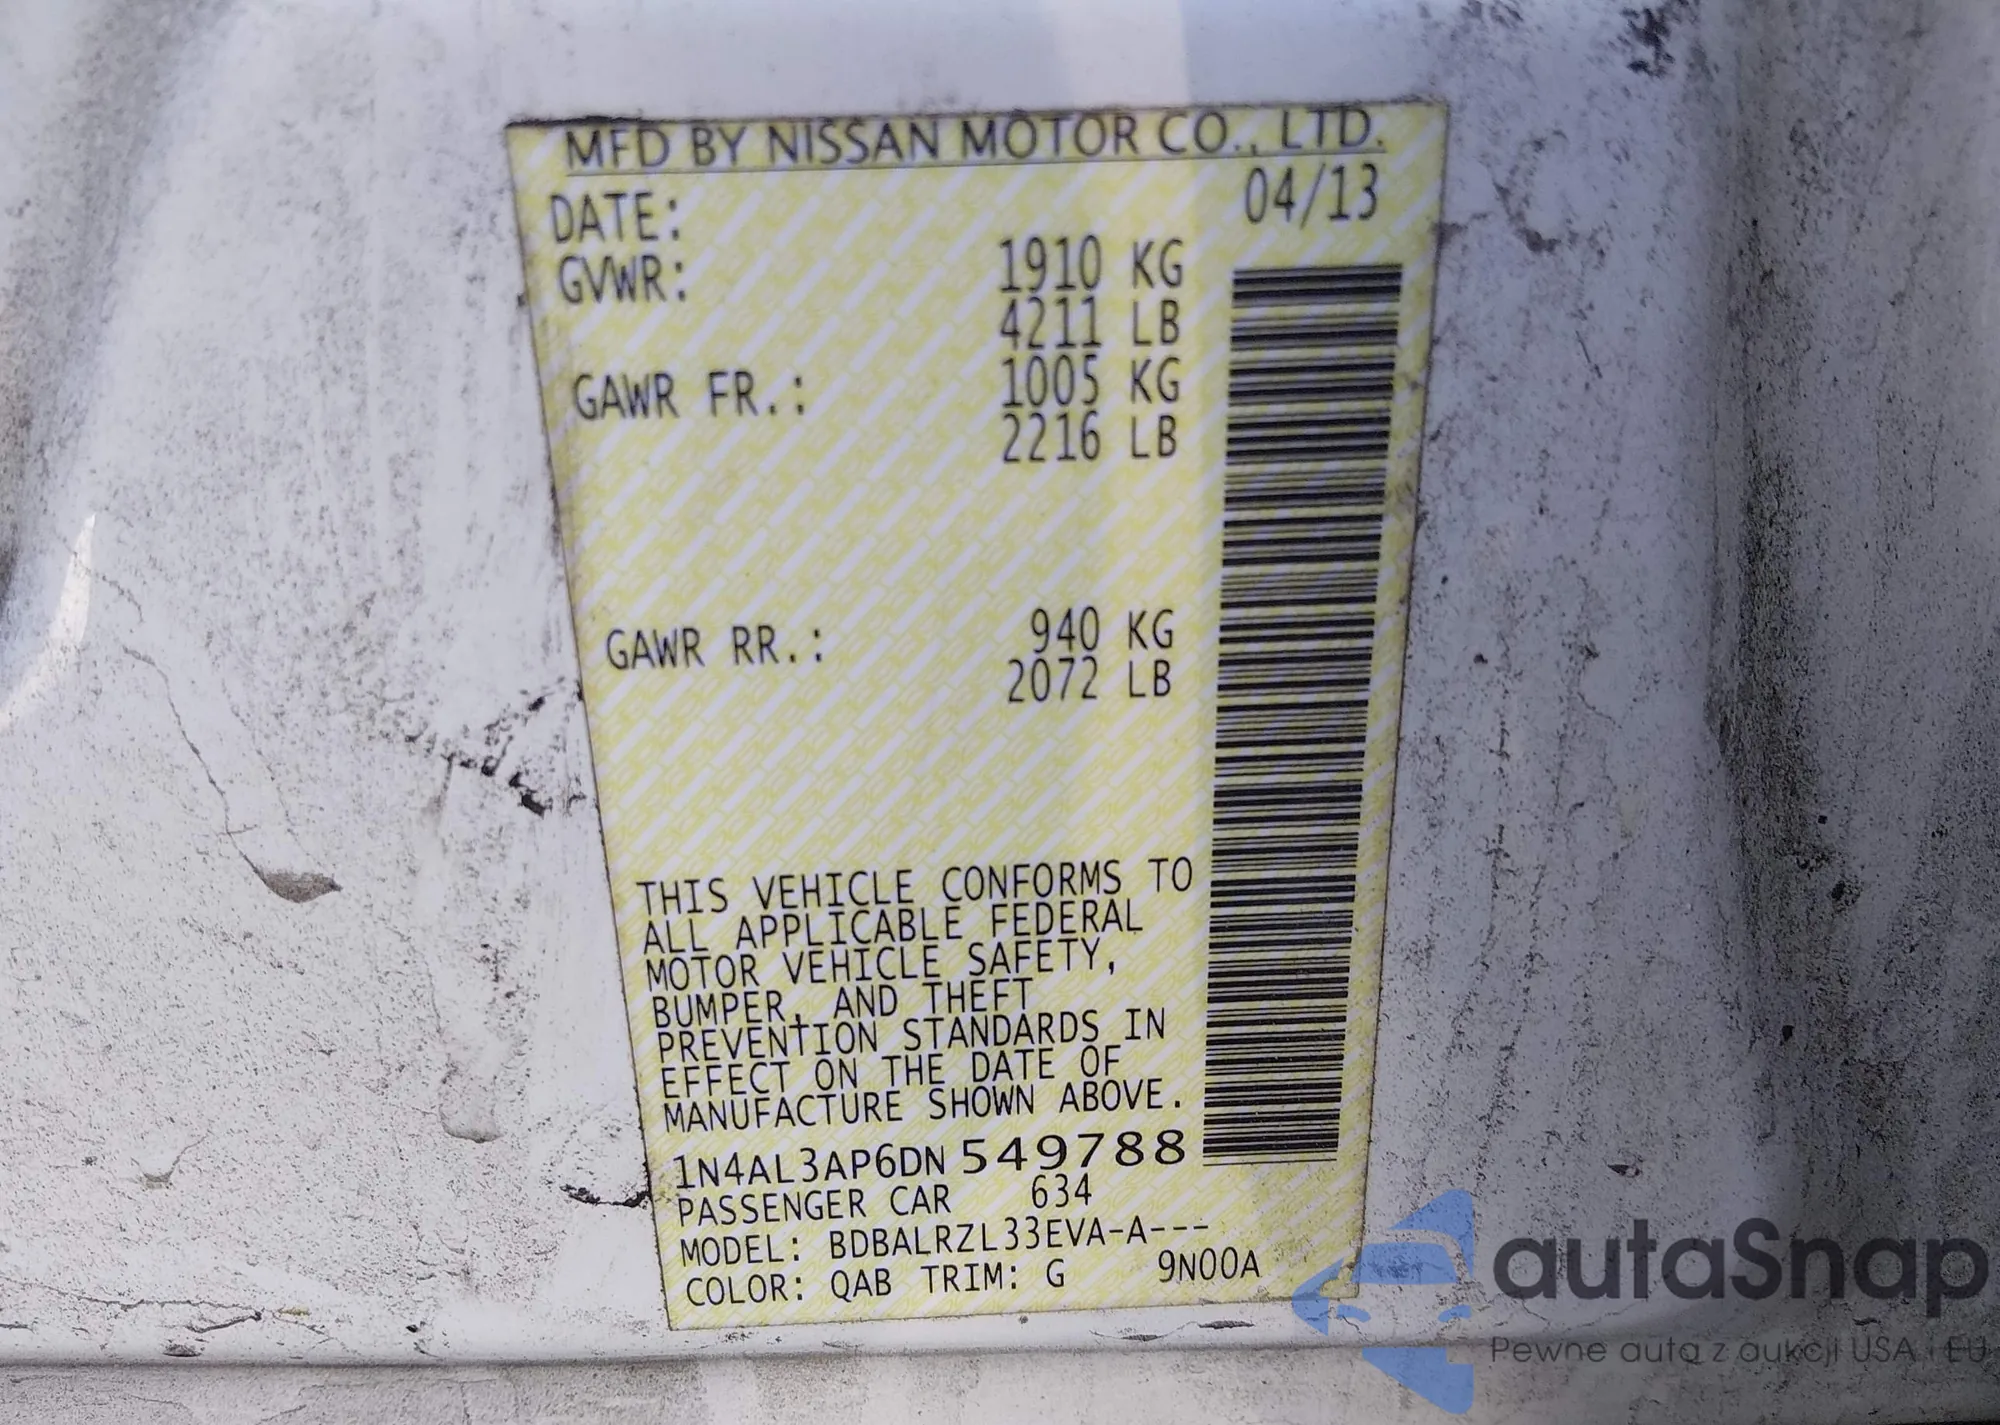 MFD BY NISSAN MOTOR CO., LTD.
DATE: 04/13
GVWR: 1910 KG
4211 LB
GAWR FR.: 1005 KG
2216 LB
GAWR RR.: 940 KG
2072 LB
THIS VEHICLE CONFORMS TO
ALL APPLICABLE FEDERAL
MOTOR VEHICLE SAFETY,
BUMPER, AND THEFT
PREVENTION STANDARDS IN
EFFECT ON THE DATE OF
MANUFACTURE SHOWN ABOVE.
1N4AL3AP6DN549788
PASSENGER CAR 634
MODEL: BDBALRZL33EVA-A---
COLOR: QAB TRIM: G 9N00A
autaSnap
Pewne auta z aukcji USA i EU